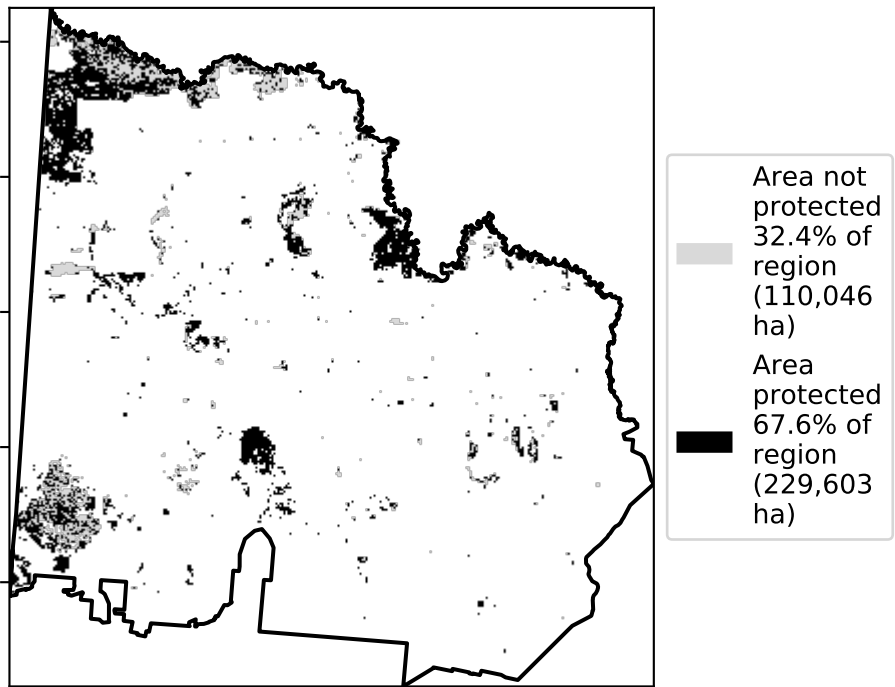 Area not
protected
32.4% of
region
(110,046
ha)
Area
protected
67.6% of
region
(229,603
ha)